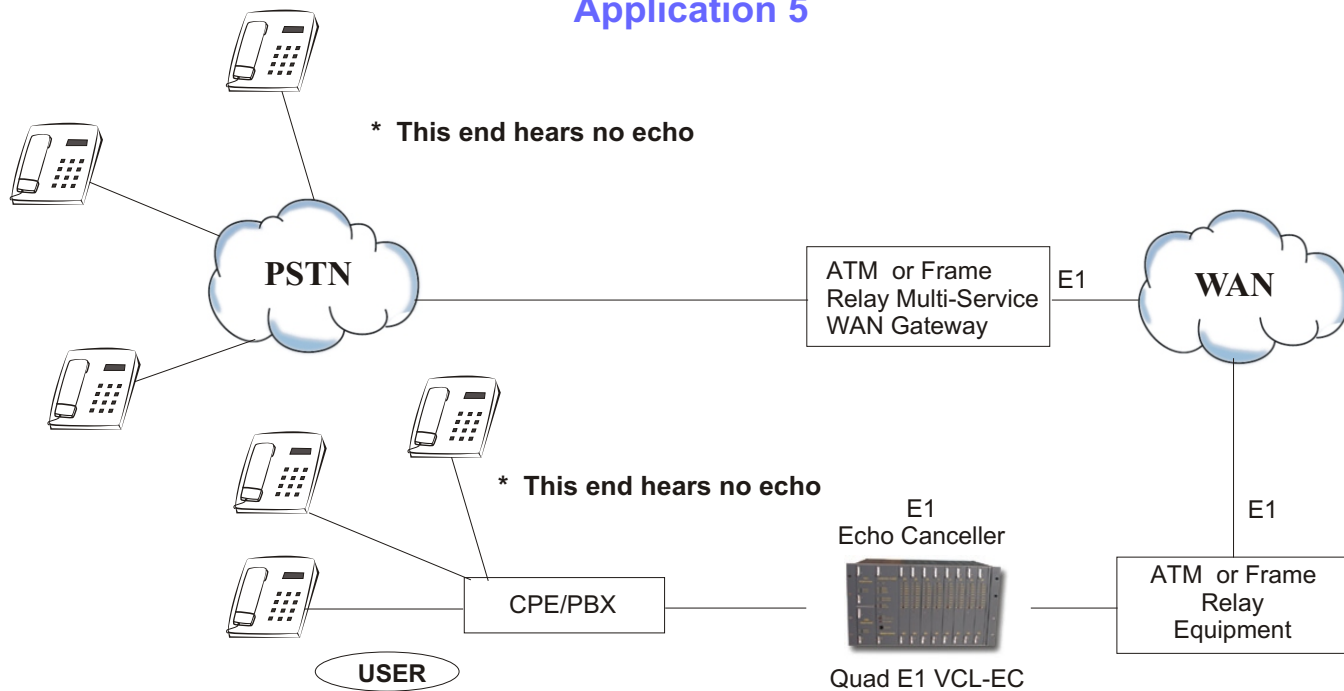 Application 5
* This end hears no echo
PSTN
ATM or Frame
Relay Multi-Service
WAN Gateway
E1
WAN
* This end hears no echo
E1
Echo Canceller
E1
CPE/PBX
ATM or Frame
Relay
Equipment
USER
Quad E1 VCL-EC